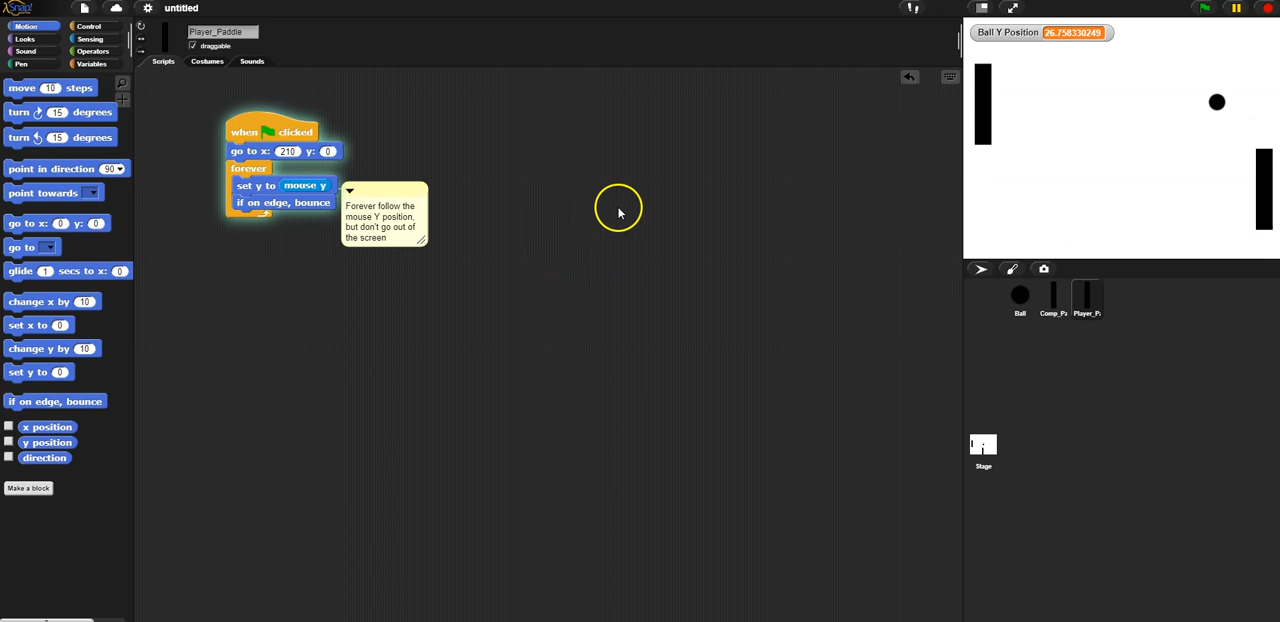 Snap!
untitled
Motion
Control
Looks
Sensing
Sound
Operators
Pen
Variables
Player_Paddle
draggable
Scripts
Costumes
Sounds
move 10 steps
turn 15 degrees
turn 15 degrees
point in direction 90
point towards
go to x: 0 y: 0
go to
glide 1 secs to x: 0
change x by 10
set x to 0
change y by 10
set y to 0
if on edge, bounce
x position
y position
direction
Make a block
when clicked
go to x: 210 y: 0
forever
set y to mouse y
if on edge, bounce
Forever follow the
mouse Y position,
but don't go out of
the screen
Ball Y Position 26.758330249
Ball
Comp_Pa
Player_Pa
Stage